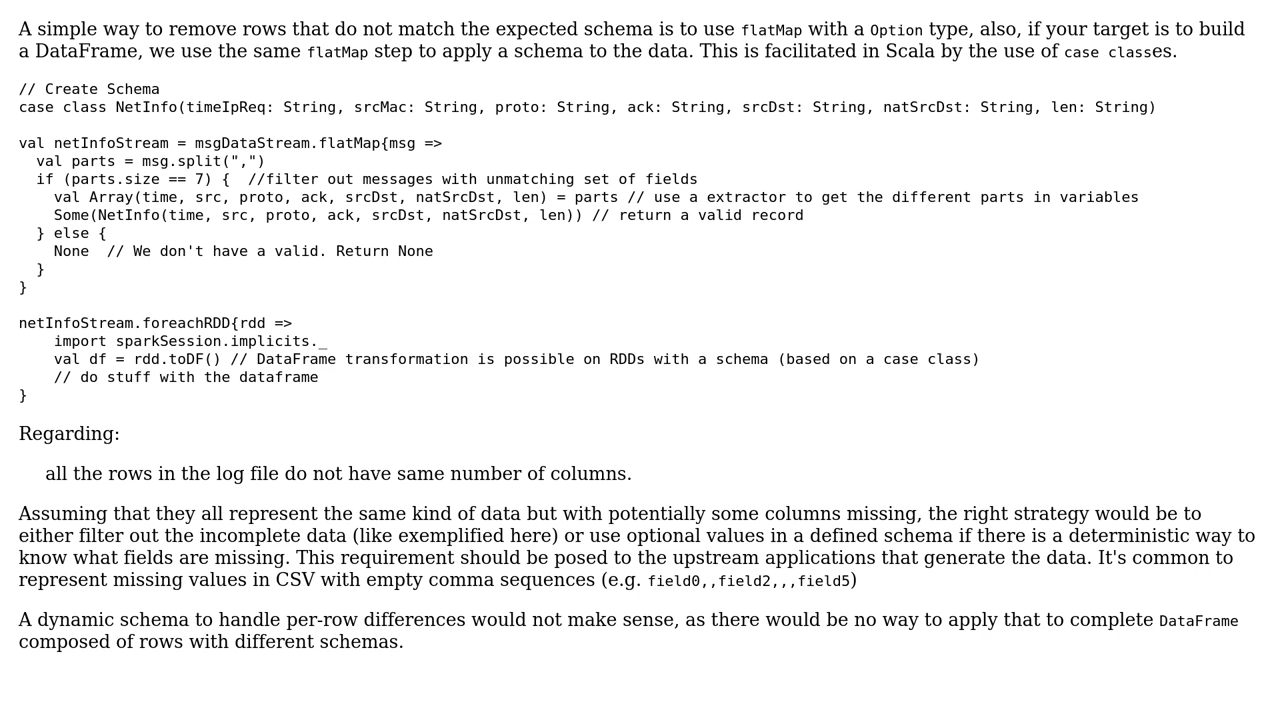 A simple way to remove rows that do not match the expected schema is to use flatMap with a Option type, also, if your target is to build
a DataFrame, we use the same flatMap step to apply a schema to the data. This is facilitated in Scala by the use of case classes.
// Create Schema
case class NetInfo(timeIpReq: String, srcMac: String, proto: String, ack: String, srcDst: String, natSrcDst: String, len: String)
val netInfoStream = msgDataStream.flatMap{msg =>
  val parts = msg.split(",")
  if (parts.size == 7) {  //filter out messages with unmatching set of fields
    val Array(time, src, proto, ack, srcDst, natSrcDst, len) = parts // use a extractor to get the different parts in variables
    Some(NetInfo(time, src, proto, ack, srcDst, natSrcDst, len)) // return a valid record
  } else {
    None  // We don't have a valid. Return None
  }
}
netInfoStream.foreachRDD{rdd =>
    import sparkSession.implicits._
    val df = rdd.toDF() // DataFrame transformation is possible on RDDs with a schema (based on a case class)
    // do stuff with the dataframe
}
Regarding:
all the rows in the log file do not have same number of columns.
Assuming that they all represent the same kind of data but with potentially some columns missing, the right strategy would be to
either filter out the incomplete data (like exemplified here) or use optional values in a defined schema if there is a deterministic way to
know what fields are missing. This requirement should be posed to the upstream applications that generate the data. It's common to
represent missing values in CSV with empty comma sequences (e.g. field0,,field2,,,field5)
A dynamic schema to handle per-row differences would not make sense, as there would be no way to apply that to complete DataFrame
composed of rows with different schemas.